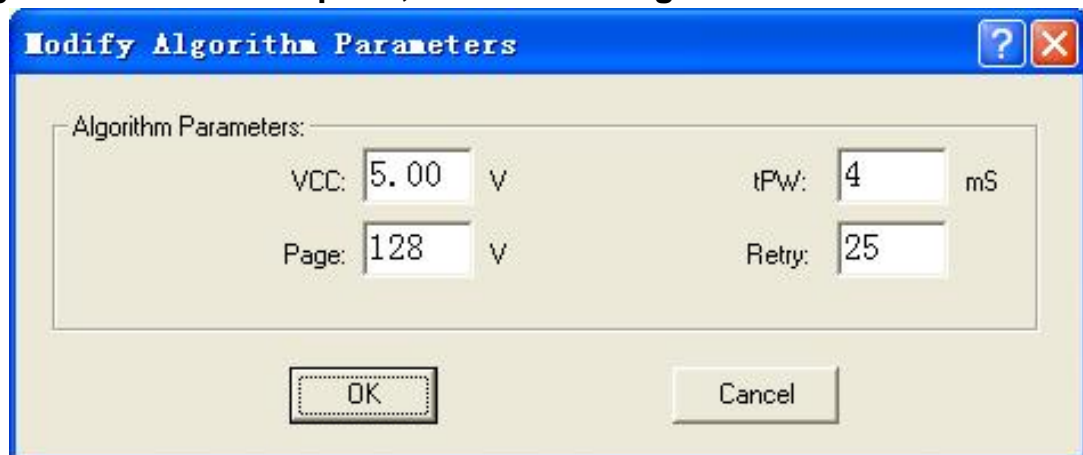 Modify Algorithm Parameters
Algorithm Parameters:
VCC: 5.00 V tPW: 4 mS
Page: 128 V Retry: 25
OK Cancel